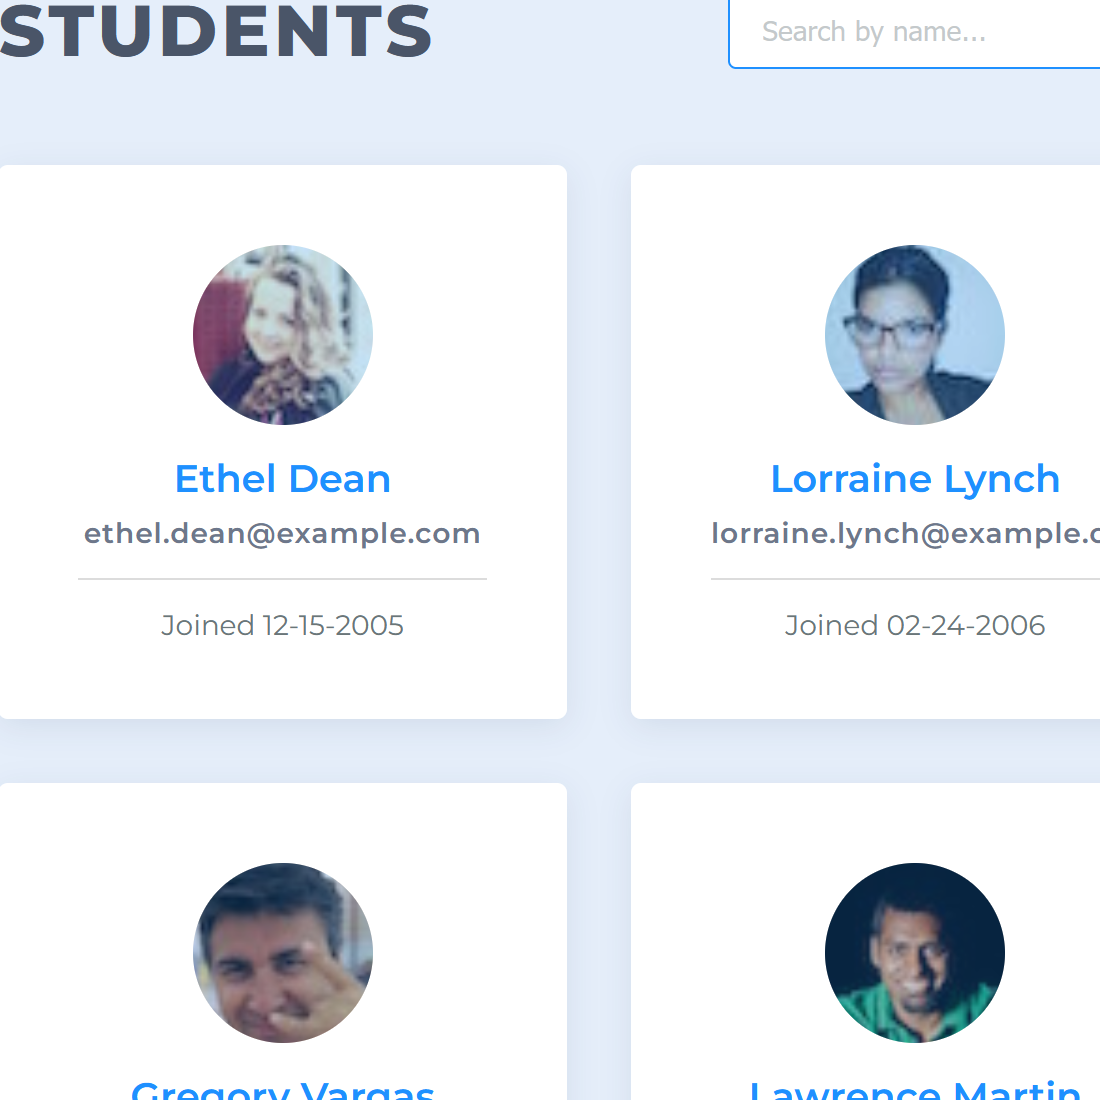 STUDENTS
Search by name...
Ethel Dean
ethel.dean@example.com
Joined 12-15-2005
Lorraine Lynch
lorraine.lynch@example.c
Joined 02-24-2006
Gregory Vargas
Lawrence Martin